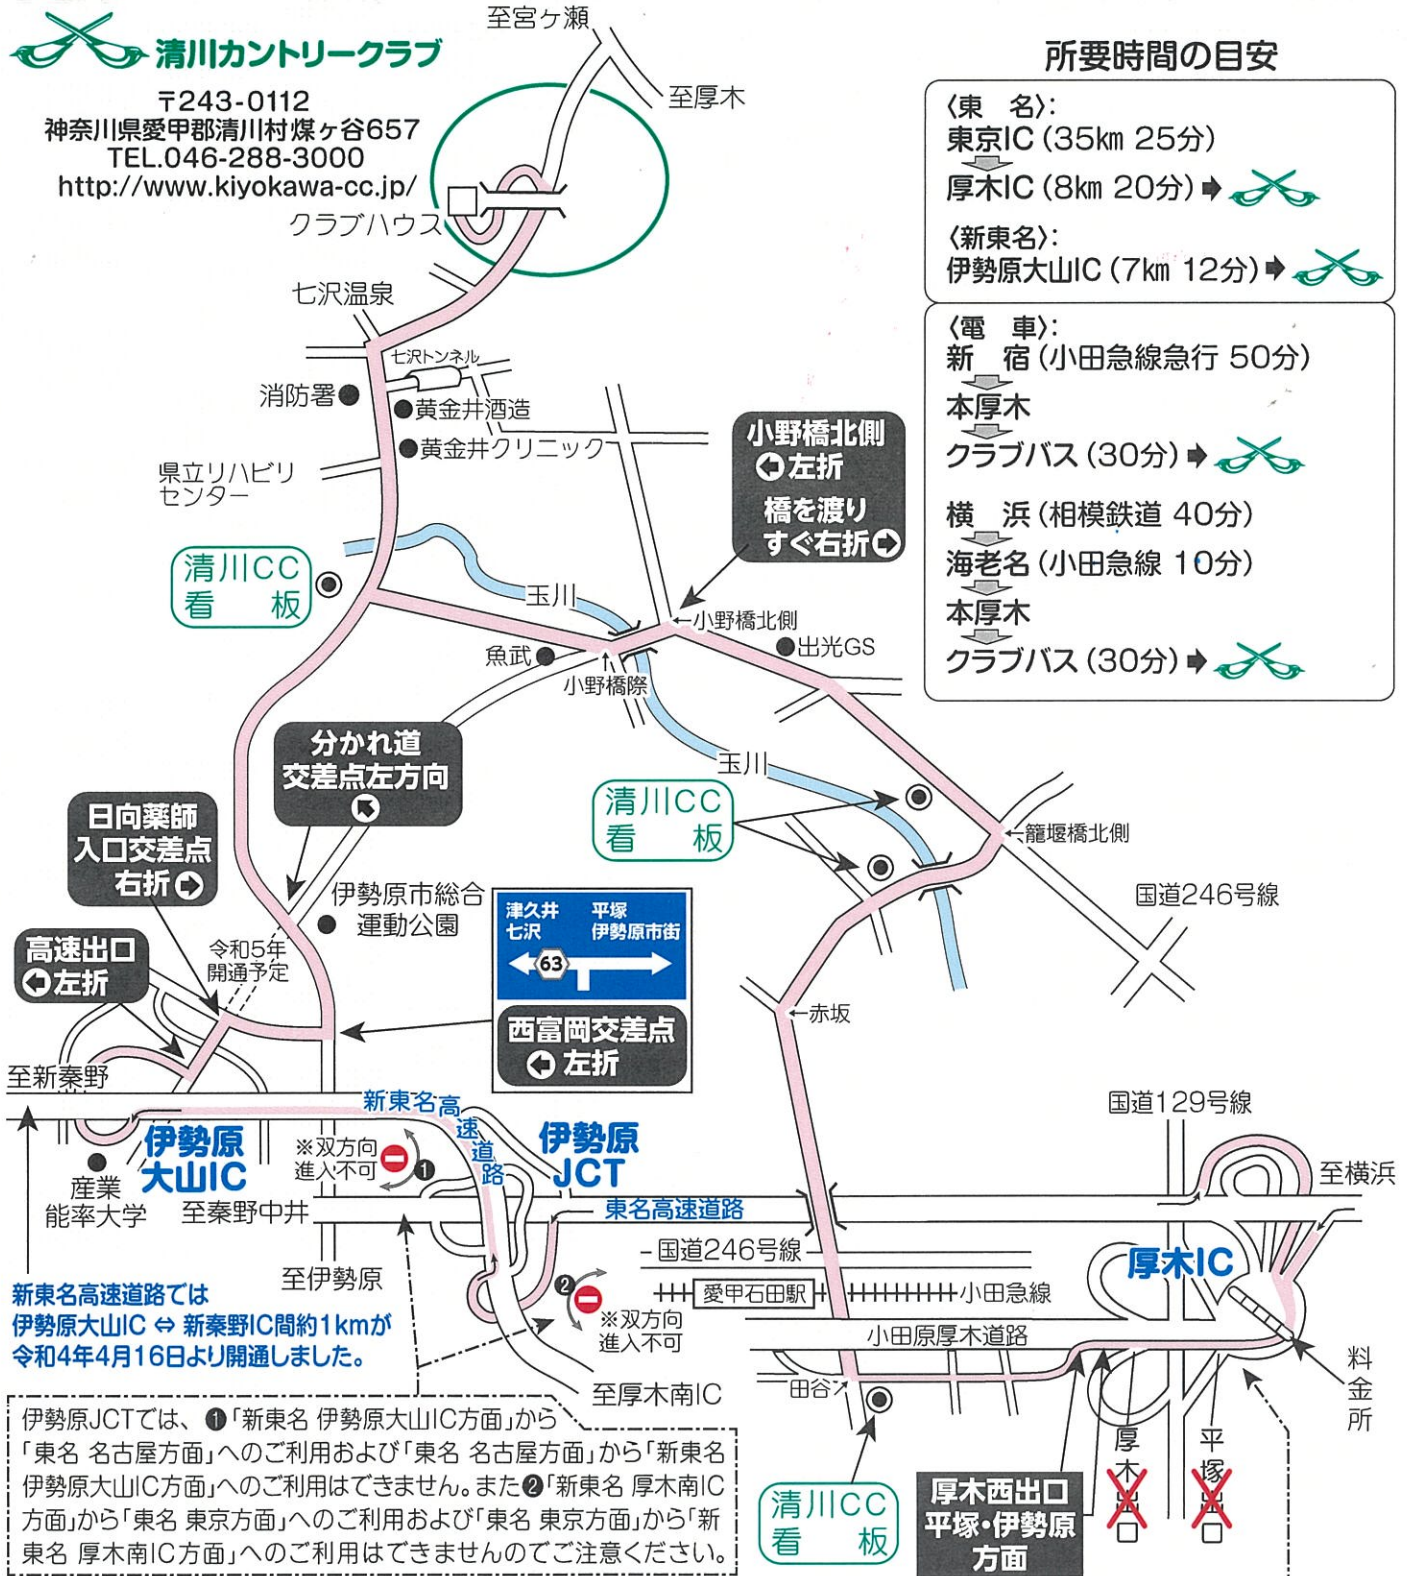 清川カントリークラブ
〒243-0112
神奈川県愛甲郡清川村煤ヶ谷657
TEL.046-288-3000
http://www.kiyokawa-cc.jp/
至宮ヶ瀬
至厚木
クラブハウス
所要時間の目安
〈東　名〉:
東京IC (35km 25分)
厚木IC (8km 20分)
〈新東名〉:
伊勢原大山IC (7km 12分)
〈電　車〉:
新　宿 (小田急線急行 50分)
本厚木
クラブバス (30分)
横　浜 (相模鉄道 40分)
海老名 (小田急線 10分)
本厚木
クラブバス (30分)
七沢温泉
七沢トンネル
消防署
黄金井酒造
黄金井クリニック
県立リハビリ
センター
小野橋北側
左折
橋を渡り
すぐ右折
清川CC
看　板
玉川
←小野橋北側
出光GS
魚武
小野橋際
分かれ道
交差点左方向
玉川
清川CC
看　板
←籠堰橋北側
国道246号線
日向薬師
入口交差点
右折
伊勢原市総合
運動公園
令和5年
開通予定
高速出口
左折
津久井　平塚
七沢　伊勢原市街
63
西富岡交差点
左折
←赤坂
至新秦野
新東名高速道路
国道129号線
伊勢原
大山IC
※双方向
進入不可
❶
伊勢原
JCT
至横浜
産業
能率大学
至秦野中井
東名高速道路
国道246号線
至伊勢原
愛甲石田駅
小田急線
厚木IC
❷
※双方向
進入不可
小田原厚木道路
新東名高速道路では
伊勢原大山IC ⇔ 新秦野IC間約1kmが
令和4年4月16日より開通しました。
至厚木南IC
田谷
料金所
伊勢原JCTでは、❶「新東名 伊勢原大山IC方面」から
「東名 名古屋方面」へのご利用および「東名 名古屋方面」から「新東名
伊勢原大山IC方面」へのご利用はできません。また❷「新東名 厚木南IC
方面」から「東名 東京方面」へのご利用および「東名 東京方面」から「新
東名 厚木南IC方面」へのご利用はできませんのでご注意ください。
清川CC
看　板
厚木西出口
平塚・伊勢原
方面
厚木出口
平塚出口